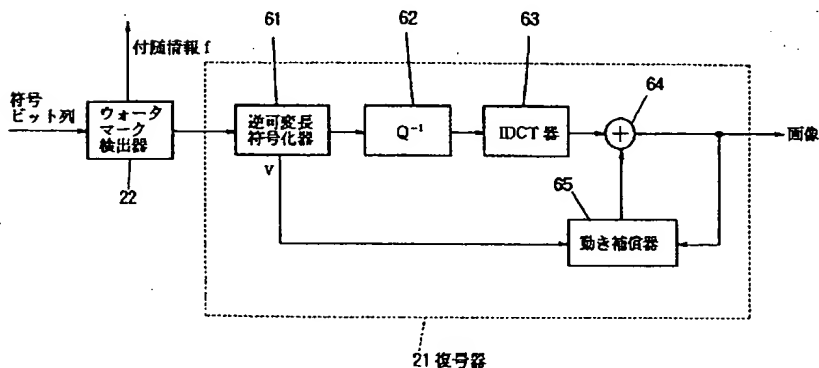 61
62
63
付随情報 f
64
符号
ビット列
ウォータ
マーク
検出器
逆可変長
符号化器
Q⁻¹
IDCT 器
+
画像
22
V
65
動き補償器
21 復号器